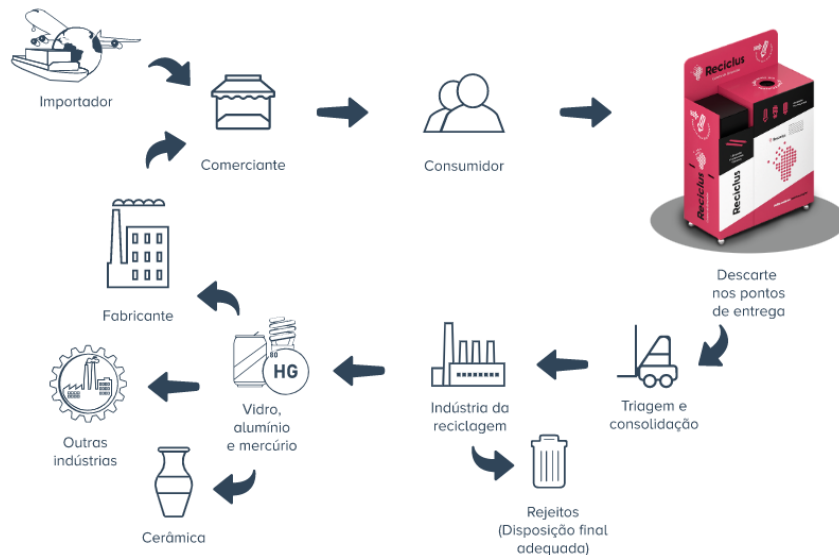 Importador
Comerciante
Consumidor
Reciclus
Reciclus
Descarte
nos pontos
de entrega
Fabricante
80
HG
Vidro,
alumínio
e mercúrio
Indústria da
reciclagem
Triagem e
consolidação
Outras
indústrias
Cerâmica
Rejeitos
(Disposição final
adequada)